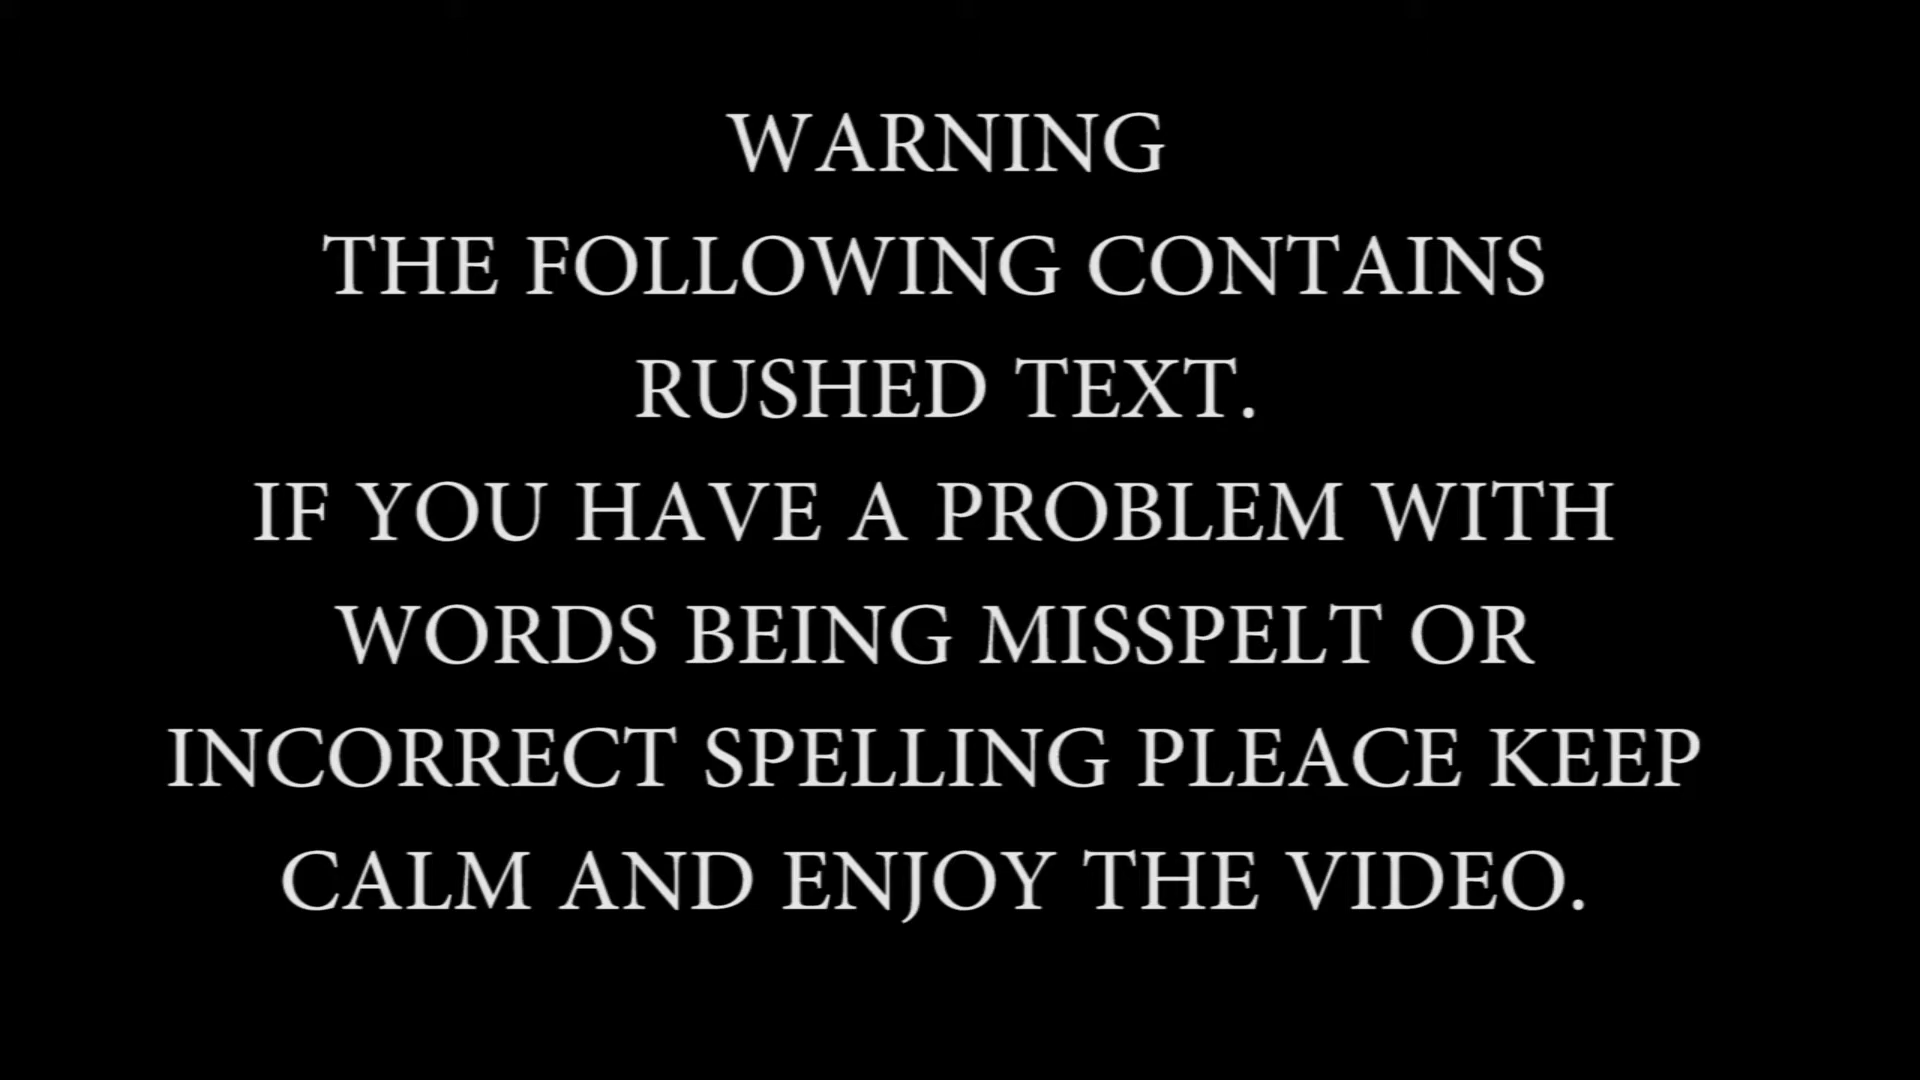 WARNING
THE FOLLOWING CONTAINS
RUSHED TEXT.
IF YOU HAVE A PROBLEM WITH
WORDS BEING MISSPELT OR
INCORRECT SPELLING PLEACE KEEP
CALM AND ENJOY THE VIDEO.